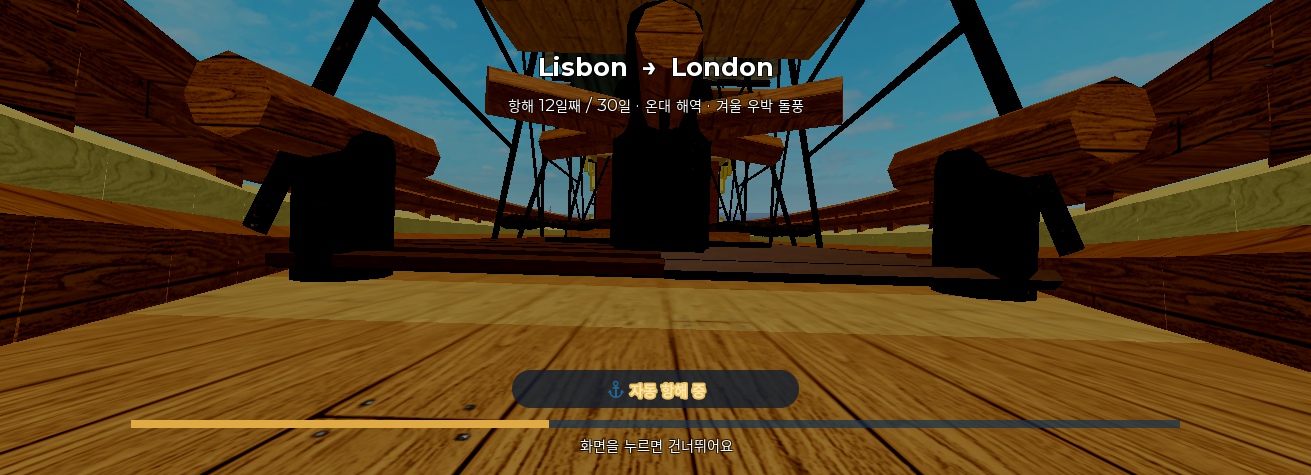 Lisbon → London
항해 12일째 / 30일 · 온대 해역 · 겨울 우박 돌풍
⚓ 자동 항해 중
화면을 누르면 건너뛰어요